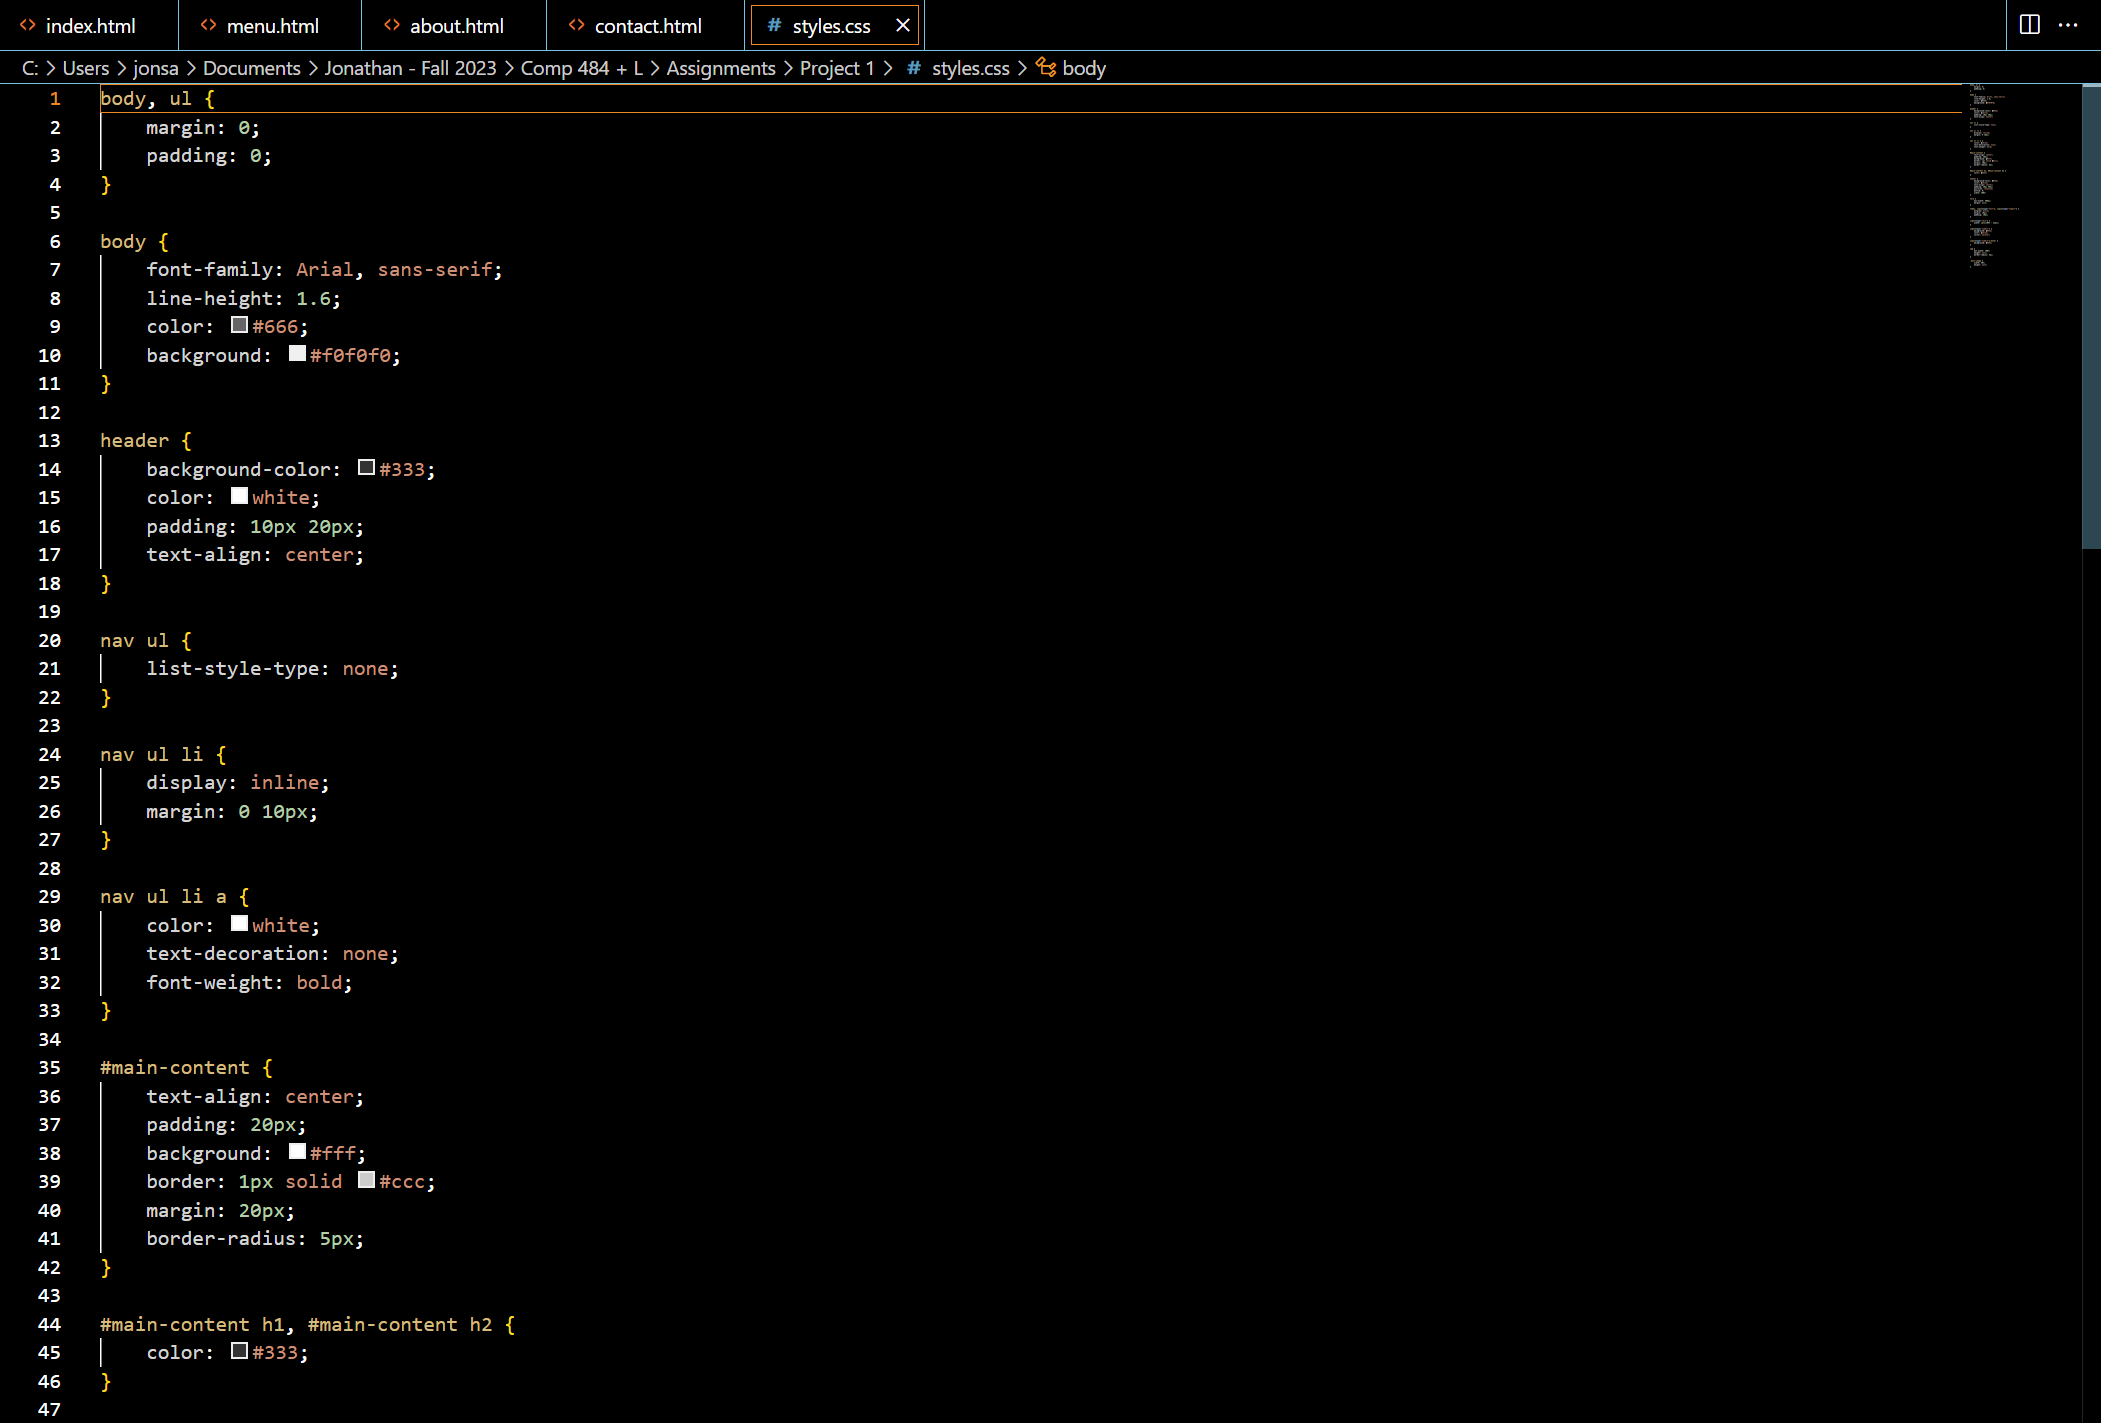 index.html menu.html about.html contact.html # styles.css
C: > Users > jonsa > Documents > Jonathan - Fall 2023 > Comp 484 + L > Assignments > Project 1 > # styles.css > body
1 body, ul {
2     margin: 0;
3     padding: 0;
4 }
5
6 body {
7     font-family: Arial, sans-serif;
8     line-height: 1.6;
9     color: #666;
10     background: #f0f0f0;
11 }
12
13 header {
14     background-color: #333;
15     color: white;
16     padding: 10px 20px;
17     text-align: center;
18 }
19
20 nav ul {
21     list-style-type: none;
22 }
23
24 nav ul li {
25     display: inline;
26     margin: 0 10px;
27 }
28
29 nav ul li a {
30     color: white;
31     text-decoration: none;
32     font-weight: bold;
33 }
34
35 #main-content {
36     text-align: center;
37     padding: 20px;
38     background: #fff;
39     border: 1px solid #ccc;
40     margin: 20px;
41     border-radius: 5px;
42 }
43
44 #main-content h1, #main-content h2 {
45     color: #333;
46 }
47